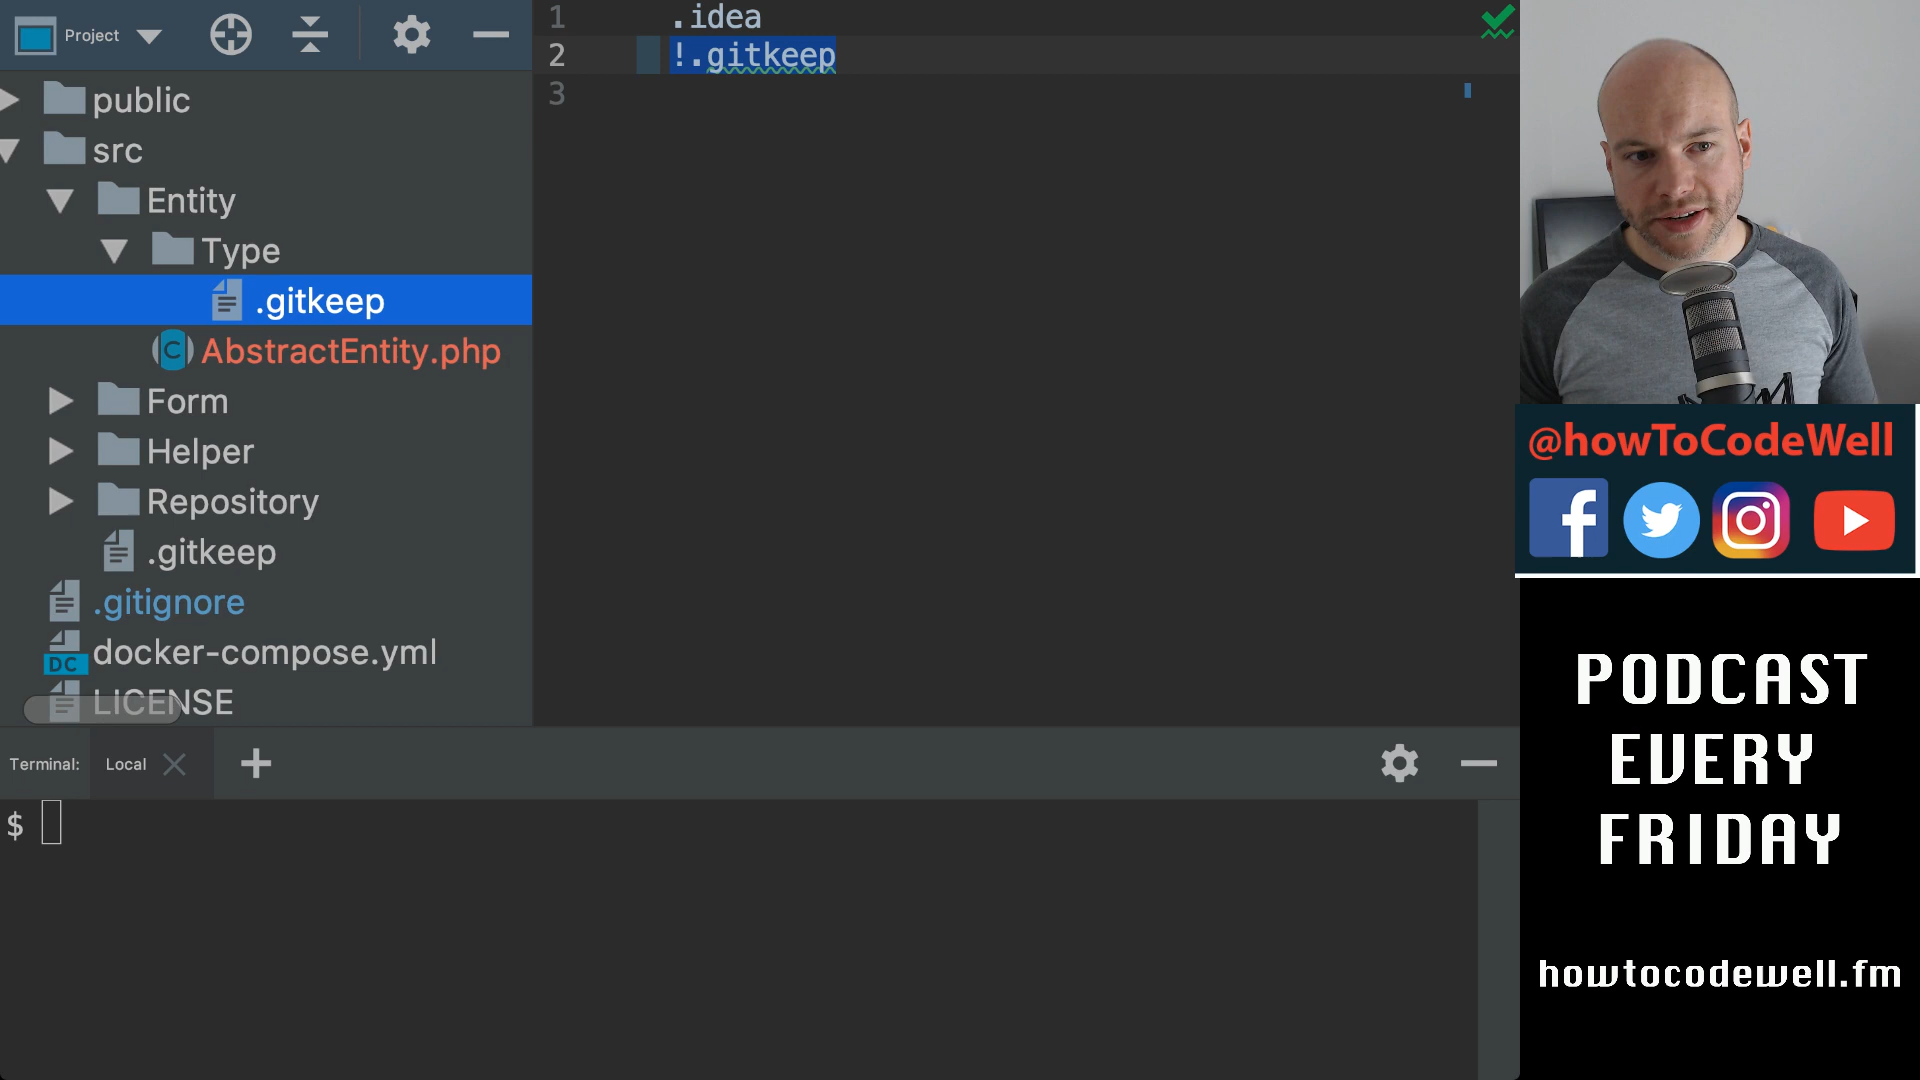 Project
public
src
Entity
Type
.gitkeep
AbstractEntity.php
Form
Helper
Repository
.gitkeep
.gitignore
docker-compose.yml
DC
LICENSE
1 .idea
2 !.gitkeep
3
Terminal: Local
$
@howToCodeWell
PODCAST
EVERY
FRIDAY
howtocodewell.fm